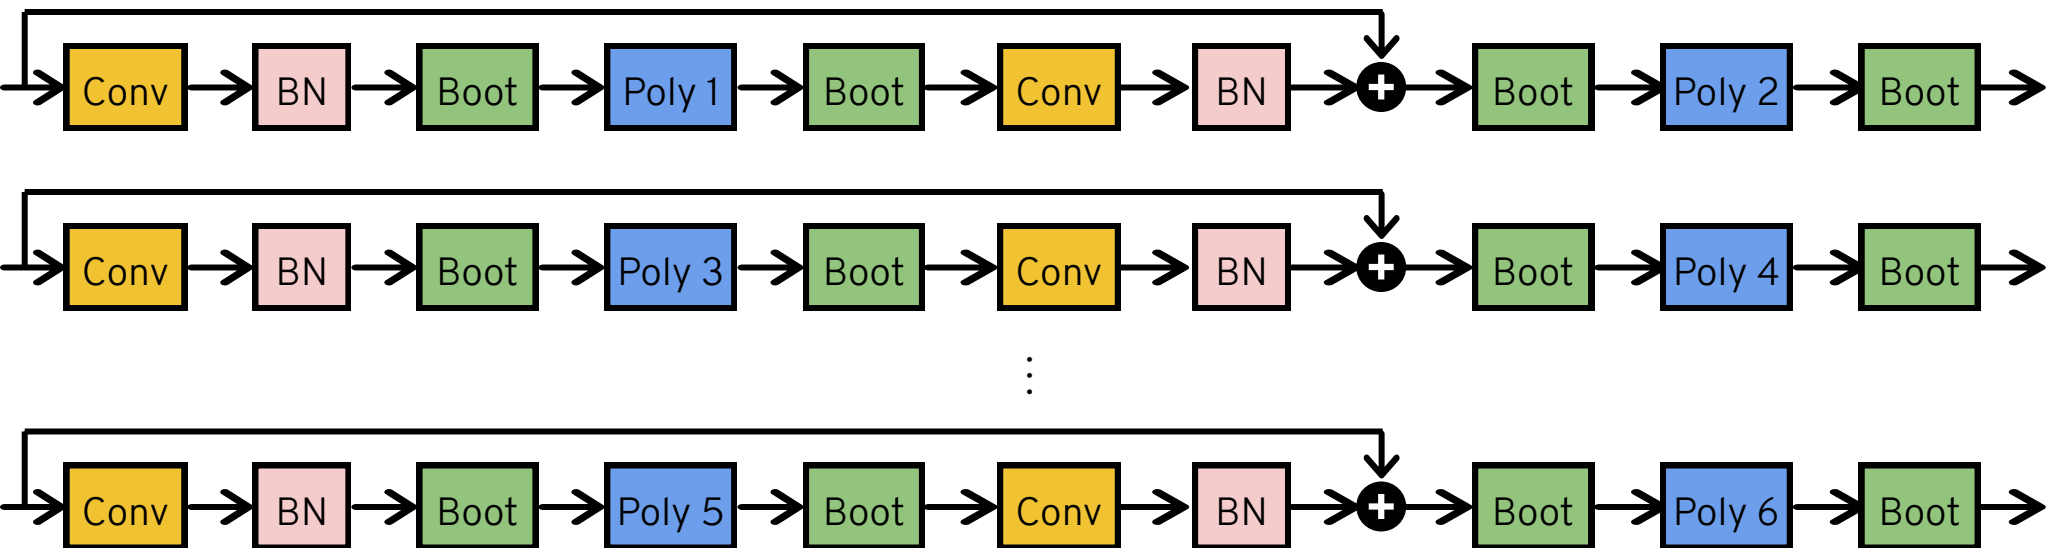 Conv BN Boot Poly 1 Boot Conv BN + Boot Poly 2 Boot
Conv BN Boot Poly 3 Boot Conv BN + Boot Poly 4 Boot
⋮
Conv BN Boot Poly 5 Boot Conv BN + Boot Poly 6 Boot